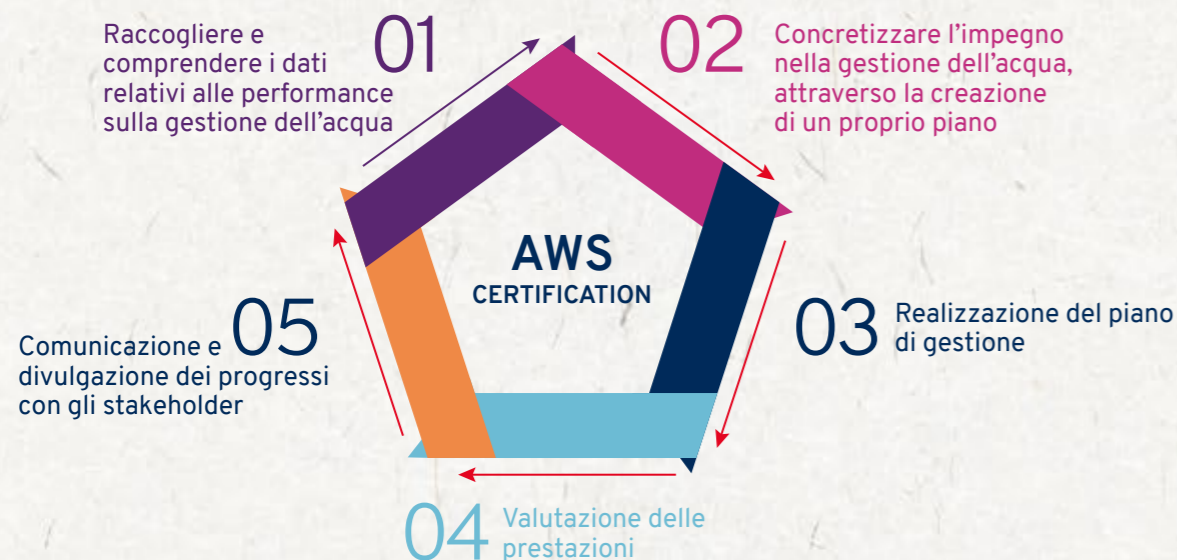 01
Raccogliere e
comprendere i dati
relativi alle performance
sulla gestione dell'acqua
02
Concretizzare l'impegno
nella gestione dell'acqua,
attraverso la creazione
di un proprio piano
AWS
CERTIFICATION
03
Realizzazione del piano
di gestione
04
Valutazione delle
prestazioni
05
Comunicazione e
divulgazione dei progressi
con gli stakeholder